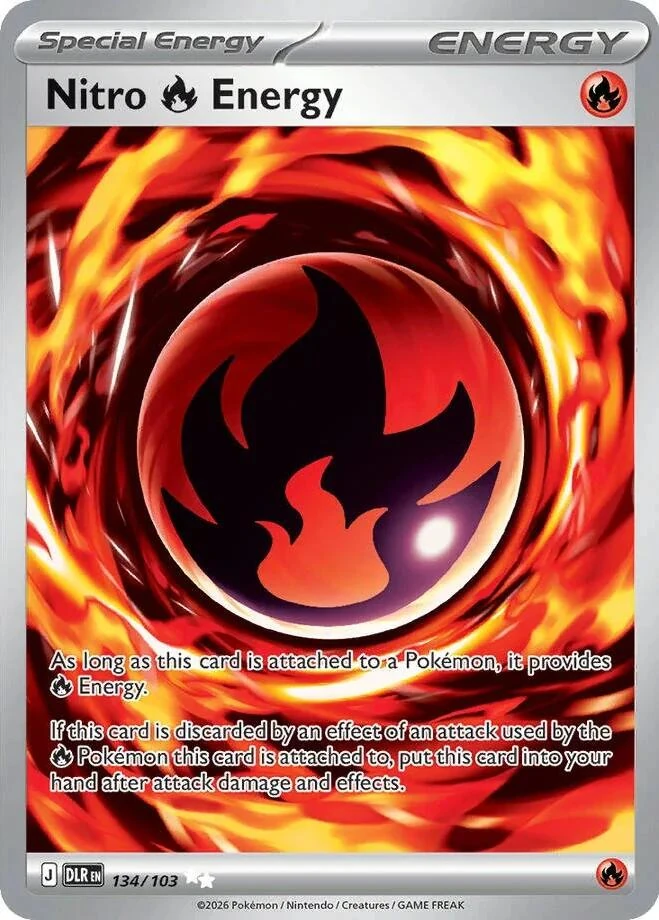 Special Energy
ENERGY
Nitro Energy
As long as this card is attached to a Pokémon, it provides
Energy.
If this card is discarded by an effect of an attack used by the
Pokémon this card is attached to, put this card into your
hand after attack damage and effects.
J DLR EN 134/103
©2026 Pokémon / Nintendo / Creatures / GAME FREAK